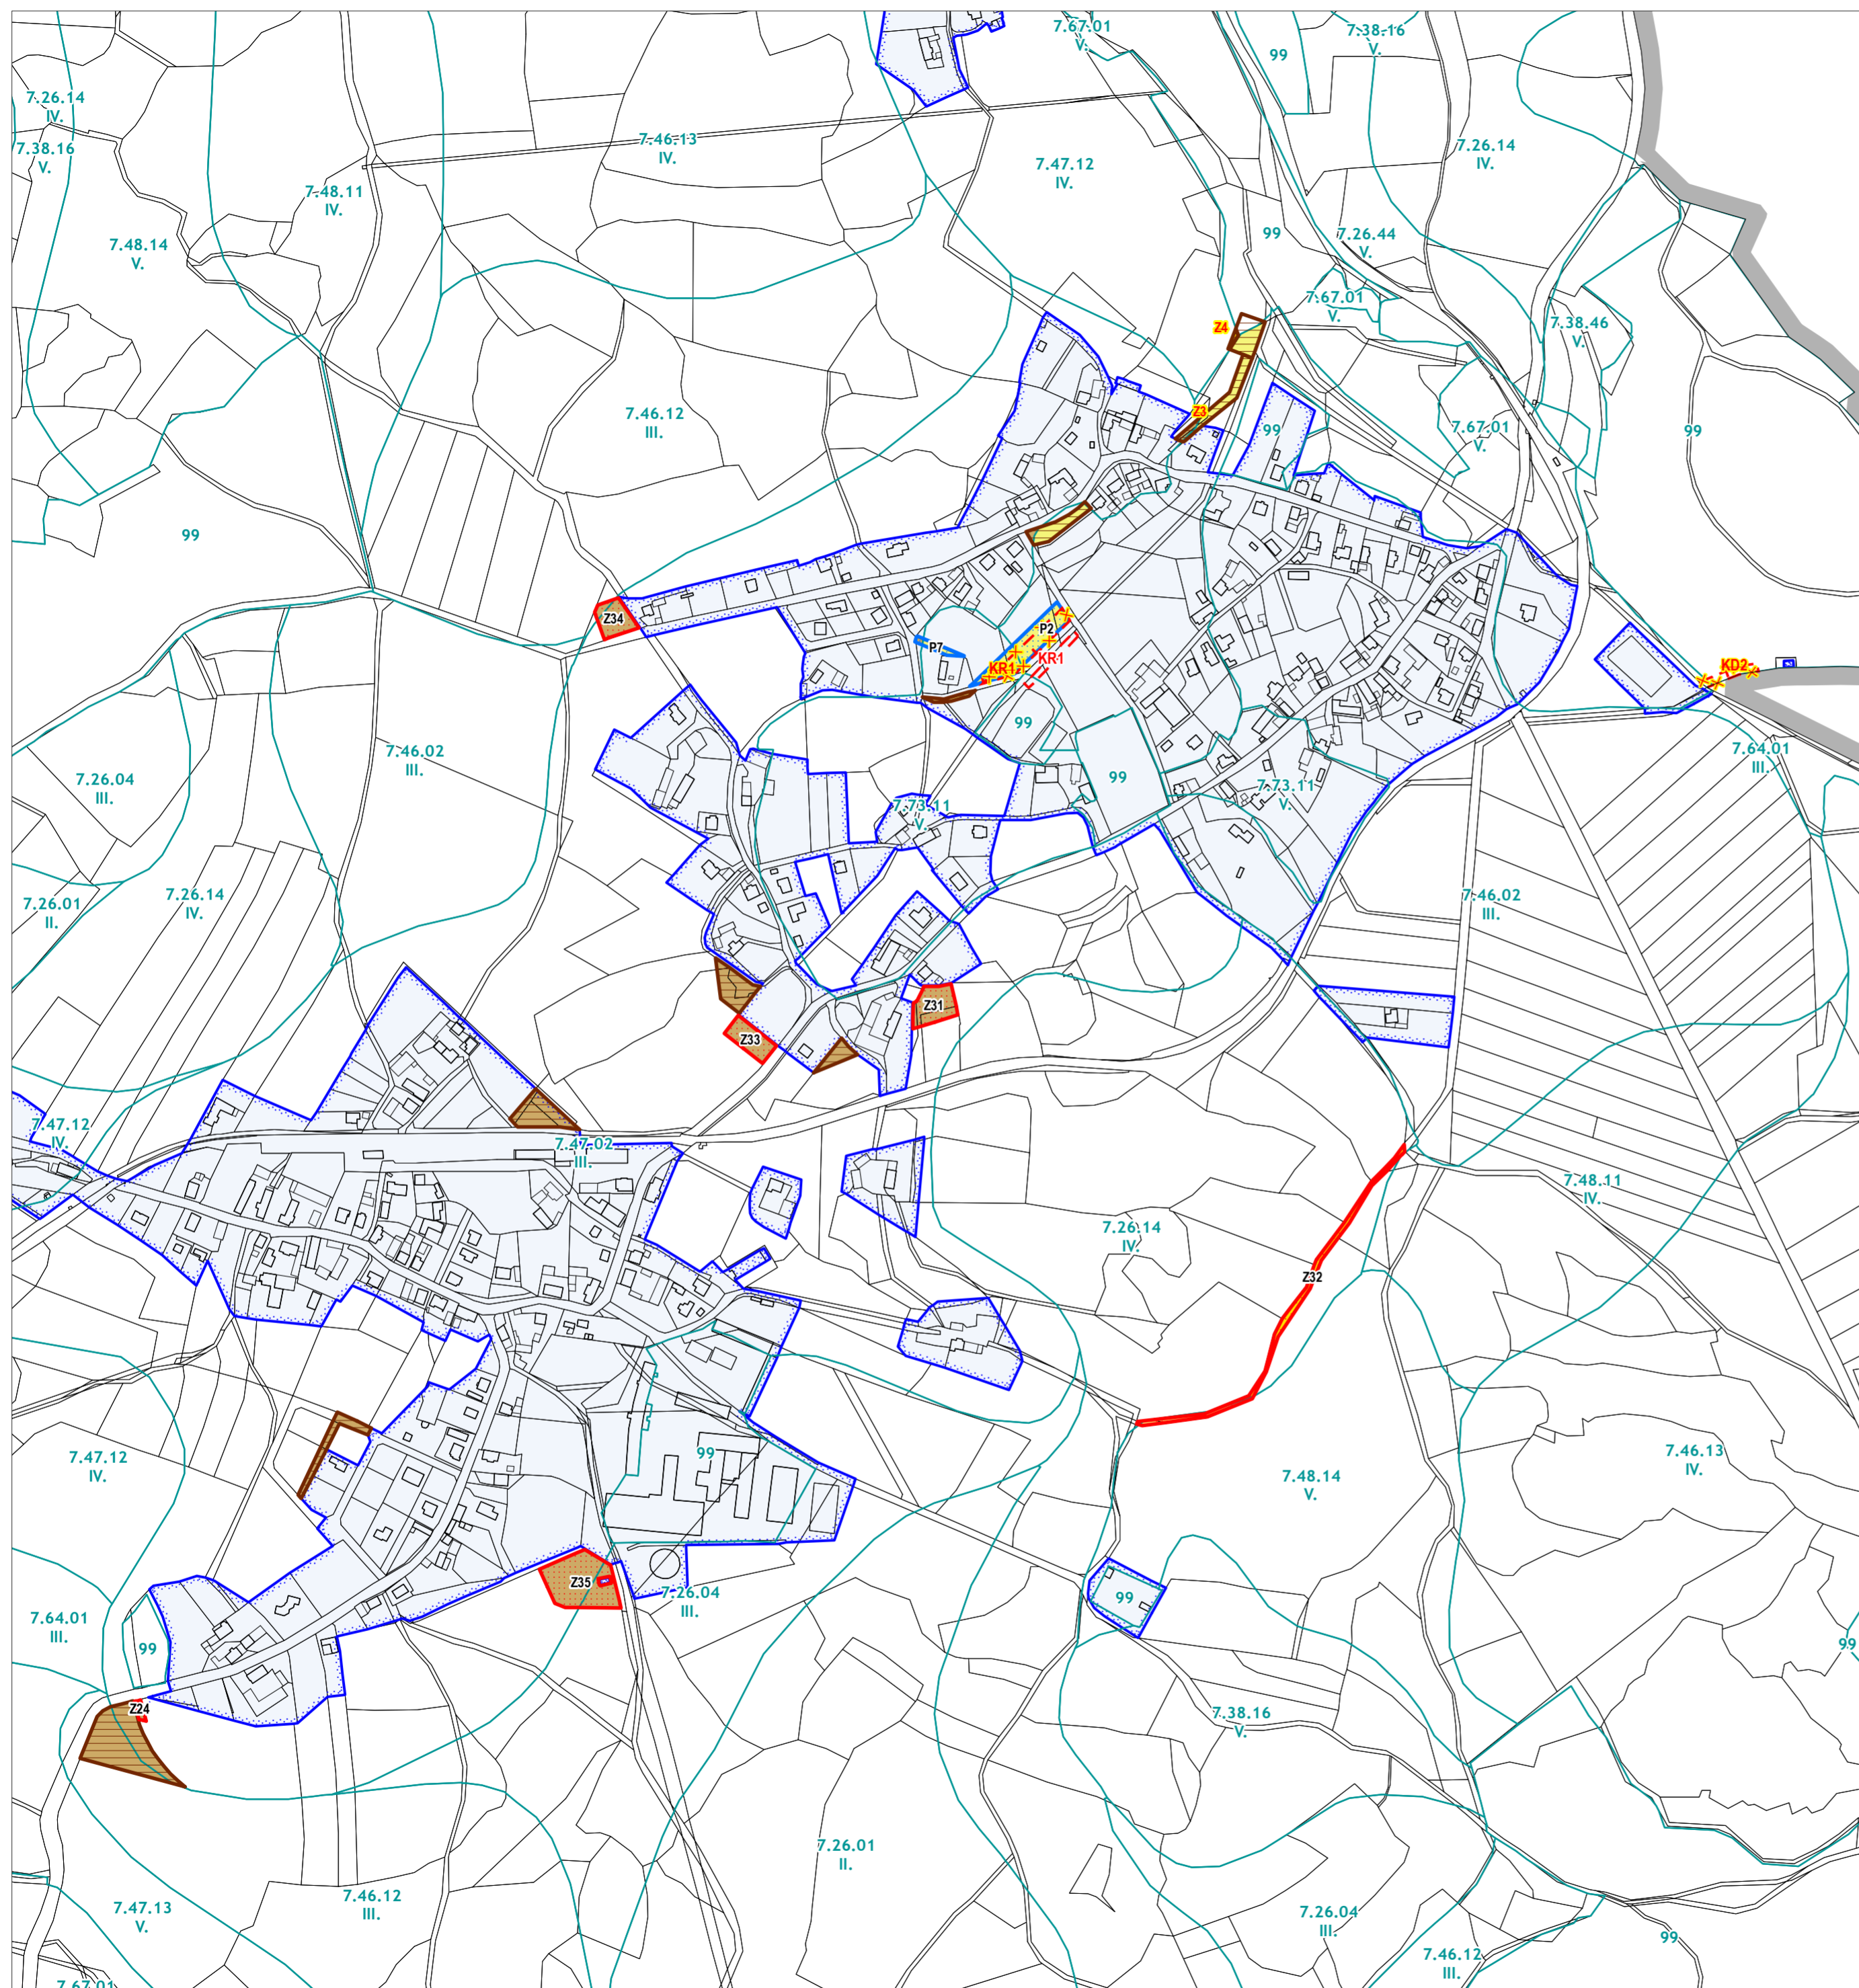 7.67.01
V.
7.38.16
V.
99
7.26.14
IV.
7.38.16
V.
7.46.13
IV.
7.47.12
IV.
7.26.14
IV.
7.48.11
IV.
7.48.14
V.
99
7.26.44
V.
7.67.01
V.
7.38.46
V.
Z4
Z3
7.46.12
III.
99
7.67.01
V.
99
99
Z34
P2
P7
KR1
KR1
KD2
99
7.46.02
III.
7.64.01
III.
7.26.04
III.
99
7.73.11
V.
7.73.11
V.
7.26.01
II.
7.26.14
IV.
7.46.02
III.
Z31
Z33
7.47.12
IV.
7.47.02
III.
7.48.11
IV.
7.26.14
IV.
Z32
7.47.12
IV.
99
7.48.14
V.
7.46.13
IV.
Z35
7.26.04
III.
99
7.64.01
III.
99
99
Z24
7.38.16
V.
7.26.01
II.
7.46.12
III.
7.47.13
V.
7.26.04
III.
99
7.46.12
III.
7.67.01